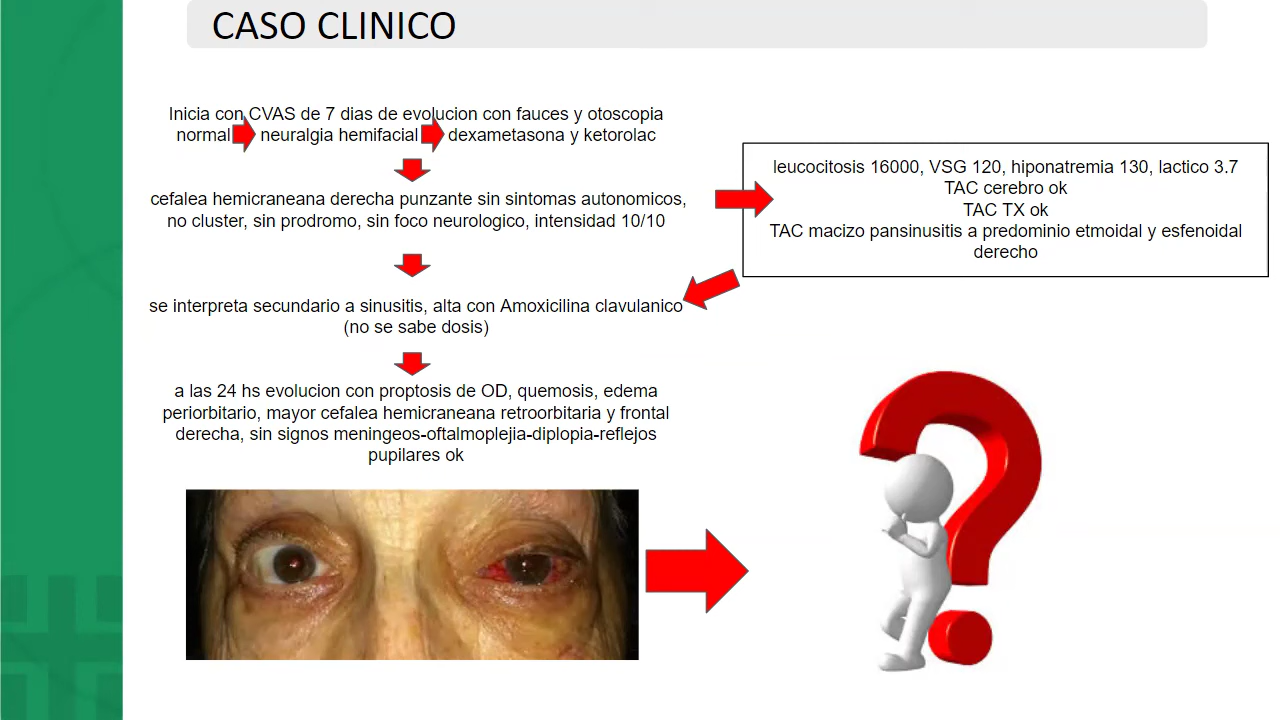 CASO CLINICO
Inicia con CVAS de 7 dias de evolucion con fauces y otoscopia
normal neuralgia hemifacial dexametasona y ketorolac
cefalea hemicraneana derecha punzante sin sintomas autonomicos,
no cluster, sin prodromo, sin foco neurologico, intensidad 10/10
leucocitosis 16000, VSG 120, hiponatremia 130, lactico 3.7
TAC cerebro ok
TAC TX ok
TAC macizo pansinusitis a predominio etmoidal y esfenoidal
derecho
se interpreta secundario a sinusitis, alta con Amoxicilina clavulanico
(no se sabe dosis)
a las 24 hs evolucion con proptosis de OD, quemosis, edema
periorbitario, mayor cefalea hemicraneana retroorbitaria y frontal
derecha, sin signos meningeos-oftalmoplejia-diplopia-reflejos
pupilares ok